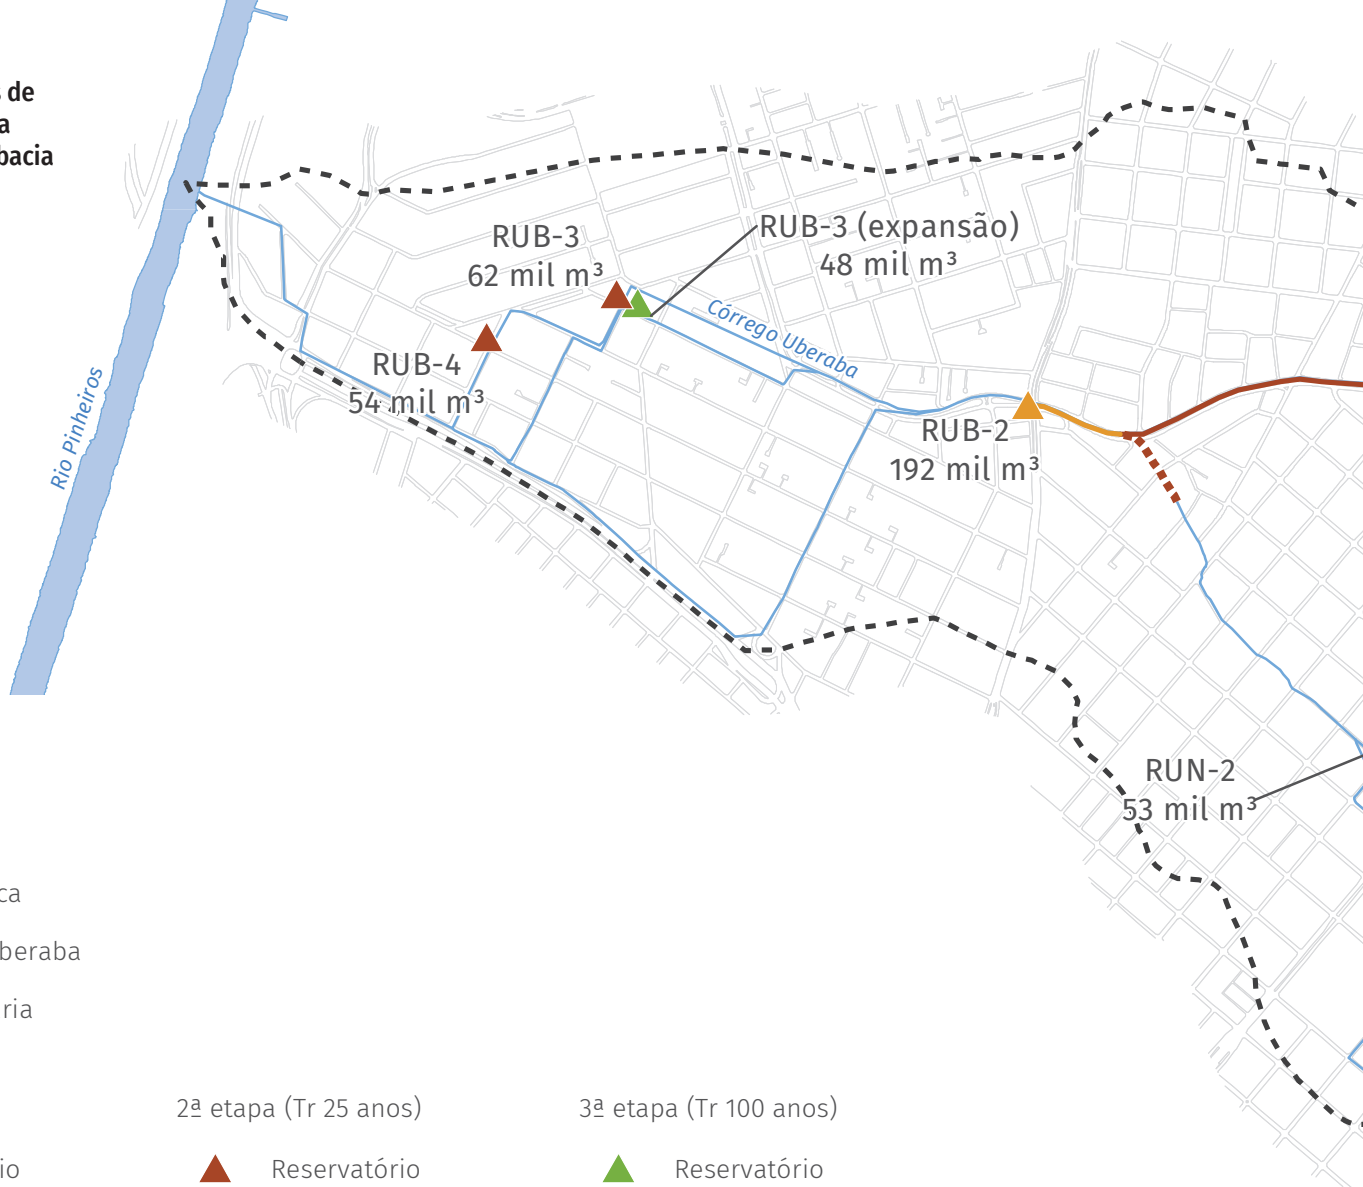 s de
a
bacia
RUB-3
62 mil m³
RUB-3 (expansão)
48 mil m³
Córrego Uberaba
RUB-4
54 mil m³
RUB-2
192 mil m³
Rio Pinheiros
RUN-2
53 mil m³
ca
beraba
ria
2ª etapa (Tr 25 anos)
3ª etapa (Tr 100 anos)
io
Reservatório
Reservatório